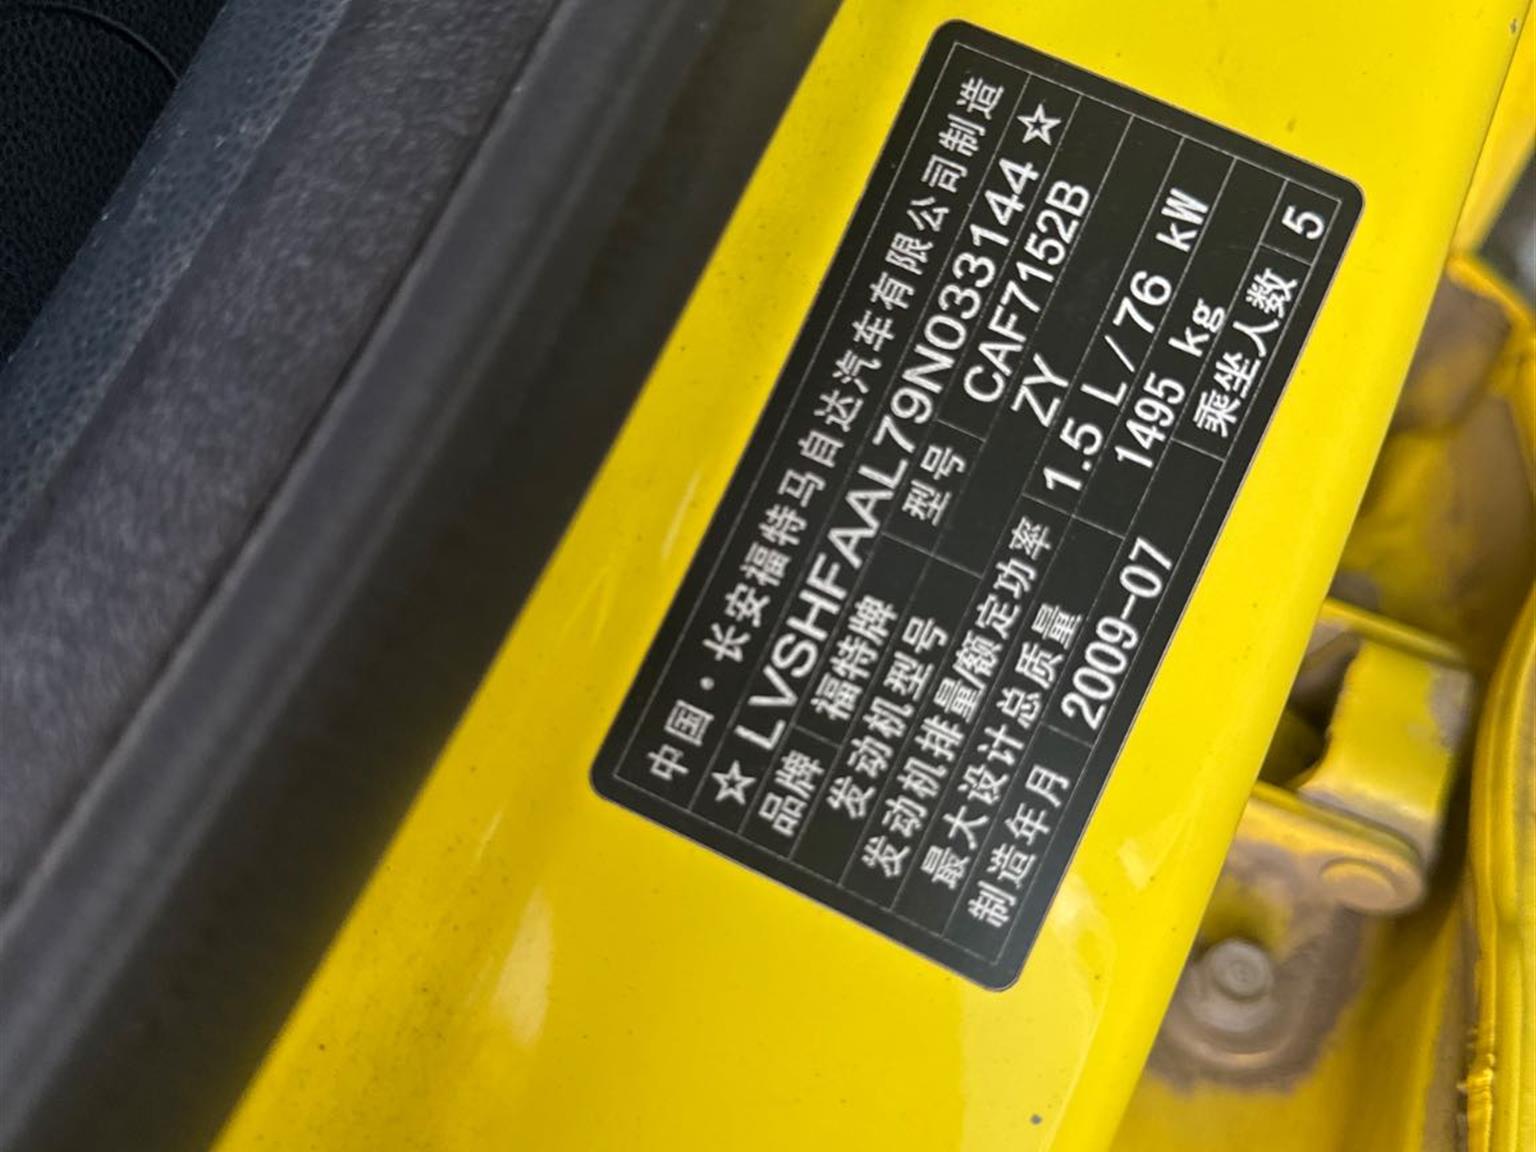 中国·长安福特马自达汽车有限公司制造
☆LVSHFAAL79N033144☆
品牌 福特牌 型号 CAF7152B
发动机型号 ZY
发动机排量/额定功率 1.5 L/76 kW
最大设计总质量 1495 kg
制造年月 2009-07 乘坐人数 5